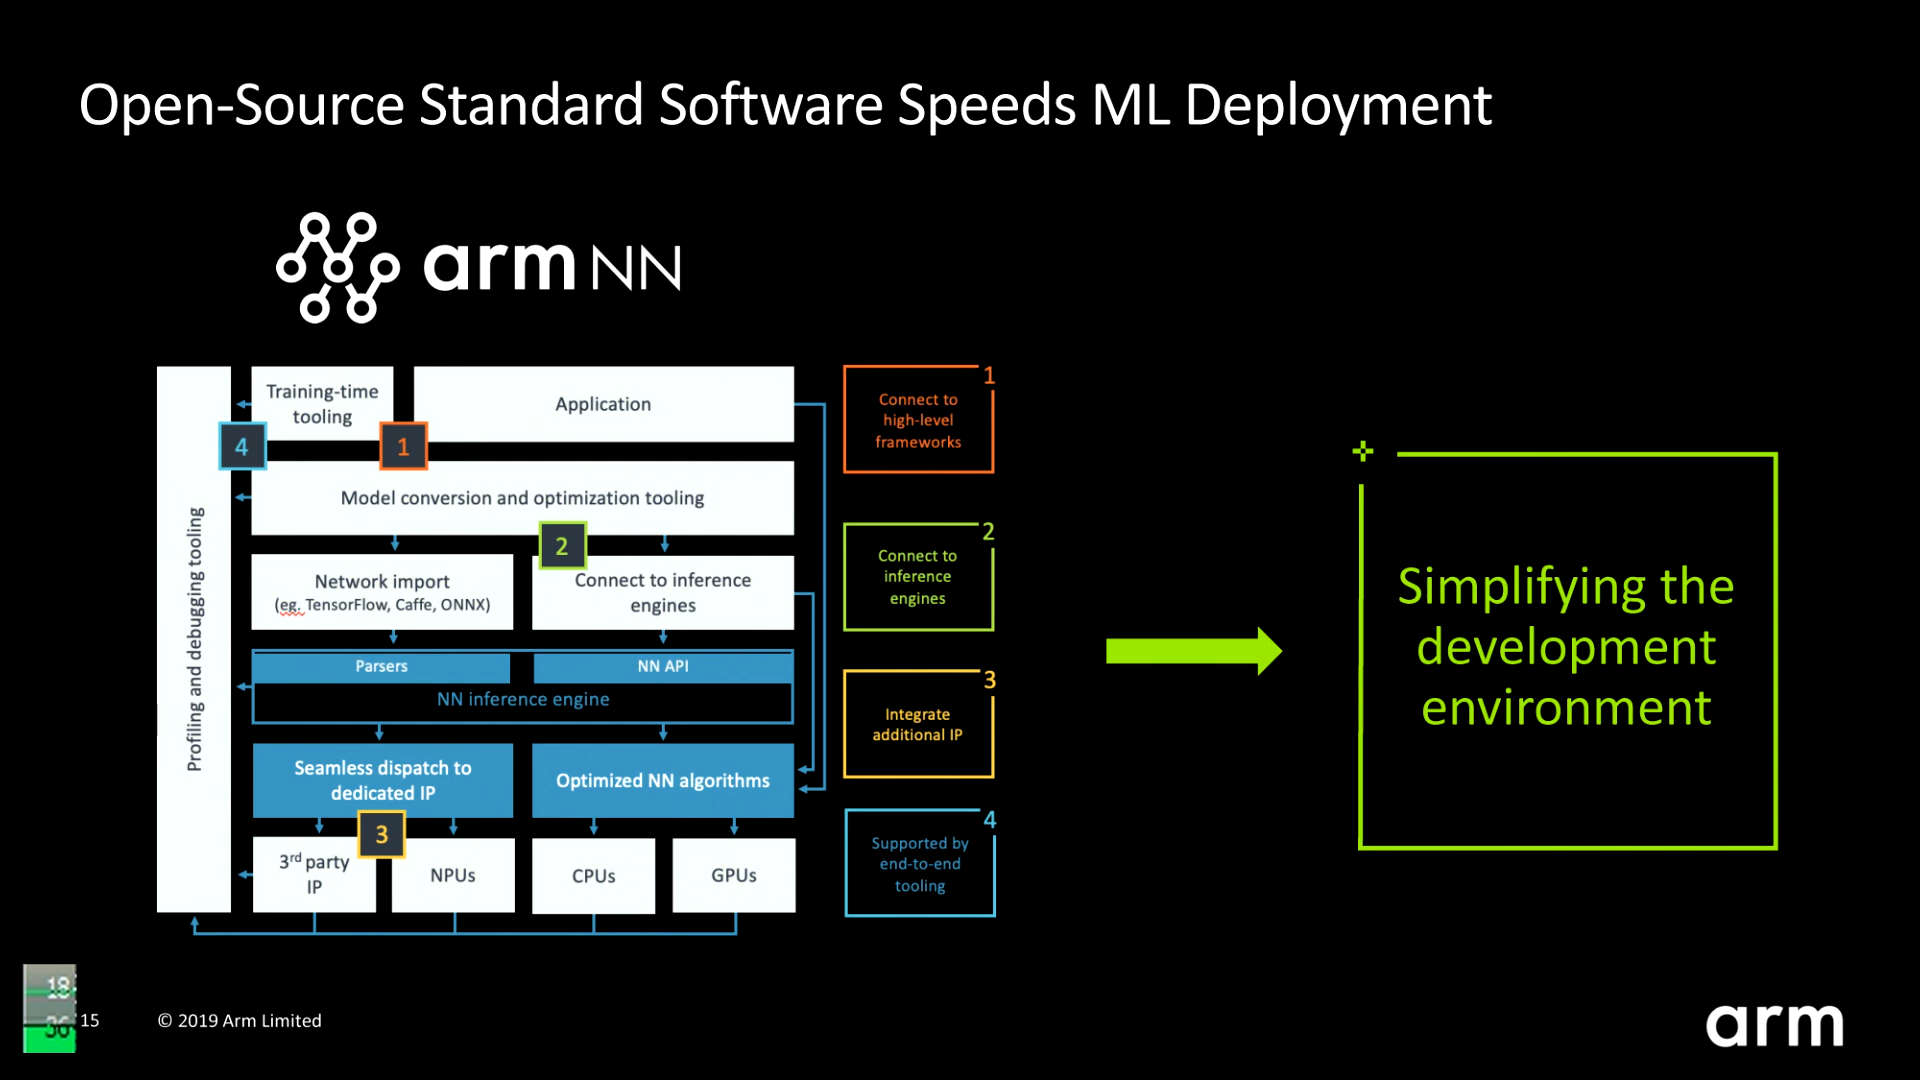 Open-Source Standard Software Speeds ML Deployment
arm NN
Training-time
tooling
Application
4
1
Model conversion and optimization tooling
2
Network import
(eg. TensorFlow, Caffe, ONNX)
Connect to inference
engines
Parsers
NN API
NN inference engine
Seamless dispatch to
dedicated IP
Optimized NN algorithms
3
3rd party
IP
NPUs
CPUs
GPUs
Profiling and debugging tooling
1
Connect to
high-level
frameworks
2
Connect to
inference
engines
3
Integrate
additional IP
4
Supported by
end-to-end
tooling
Simplifying the
development
environment
18
36
15
© 2019 Arm Limited
arm